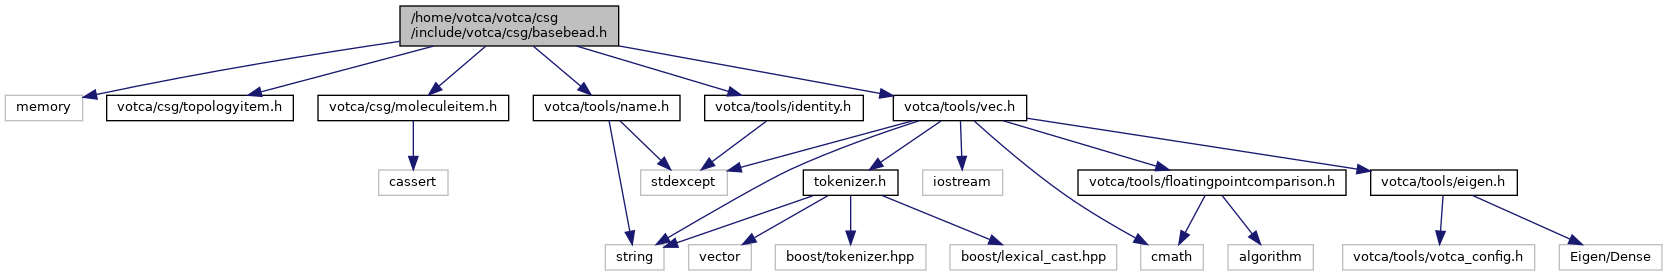 /home/votca/votca/csg
/include/votca/csg/basebead.h
memory
votca/csg/topologyitem.h
votca/csg/moleculeitem.h
votca/tools/name.h
votca/tools/identity.h
votca/tools/vec.h
cassert
stdexcept
tokenizer.h
iostream
votca/tools/floatingpointcomparison.h
votca/tools/eigen.h
string
vector
boost/tokenizer.hpp
boost/lexical_cast.hpp
cmath
algorithm
votca/tools/votca_config.h
Eigen/Dense